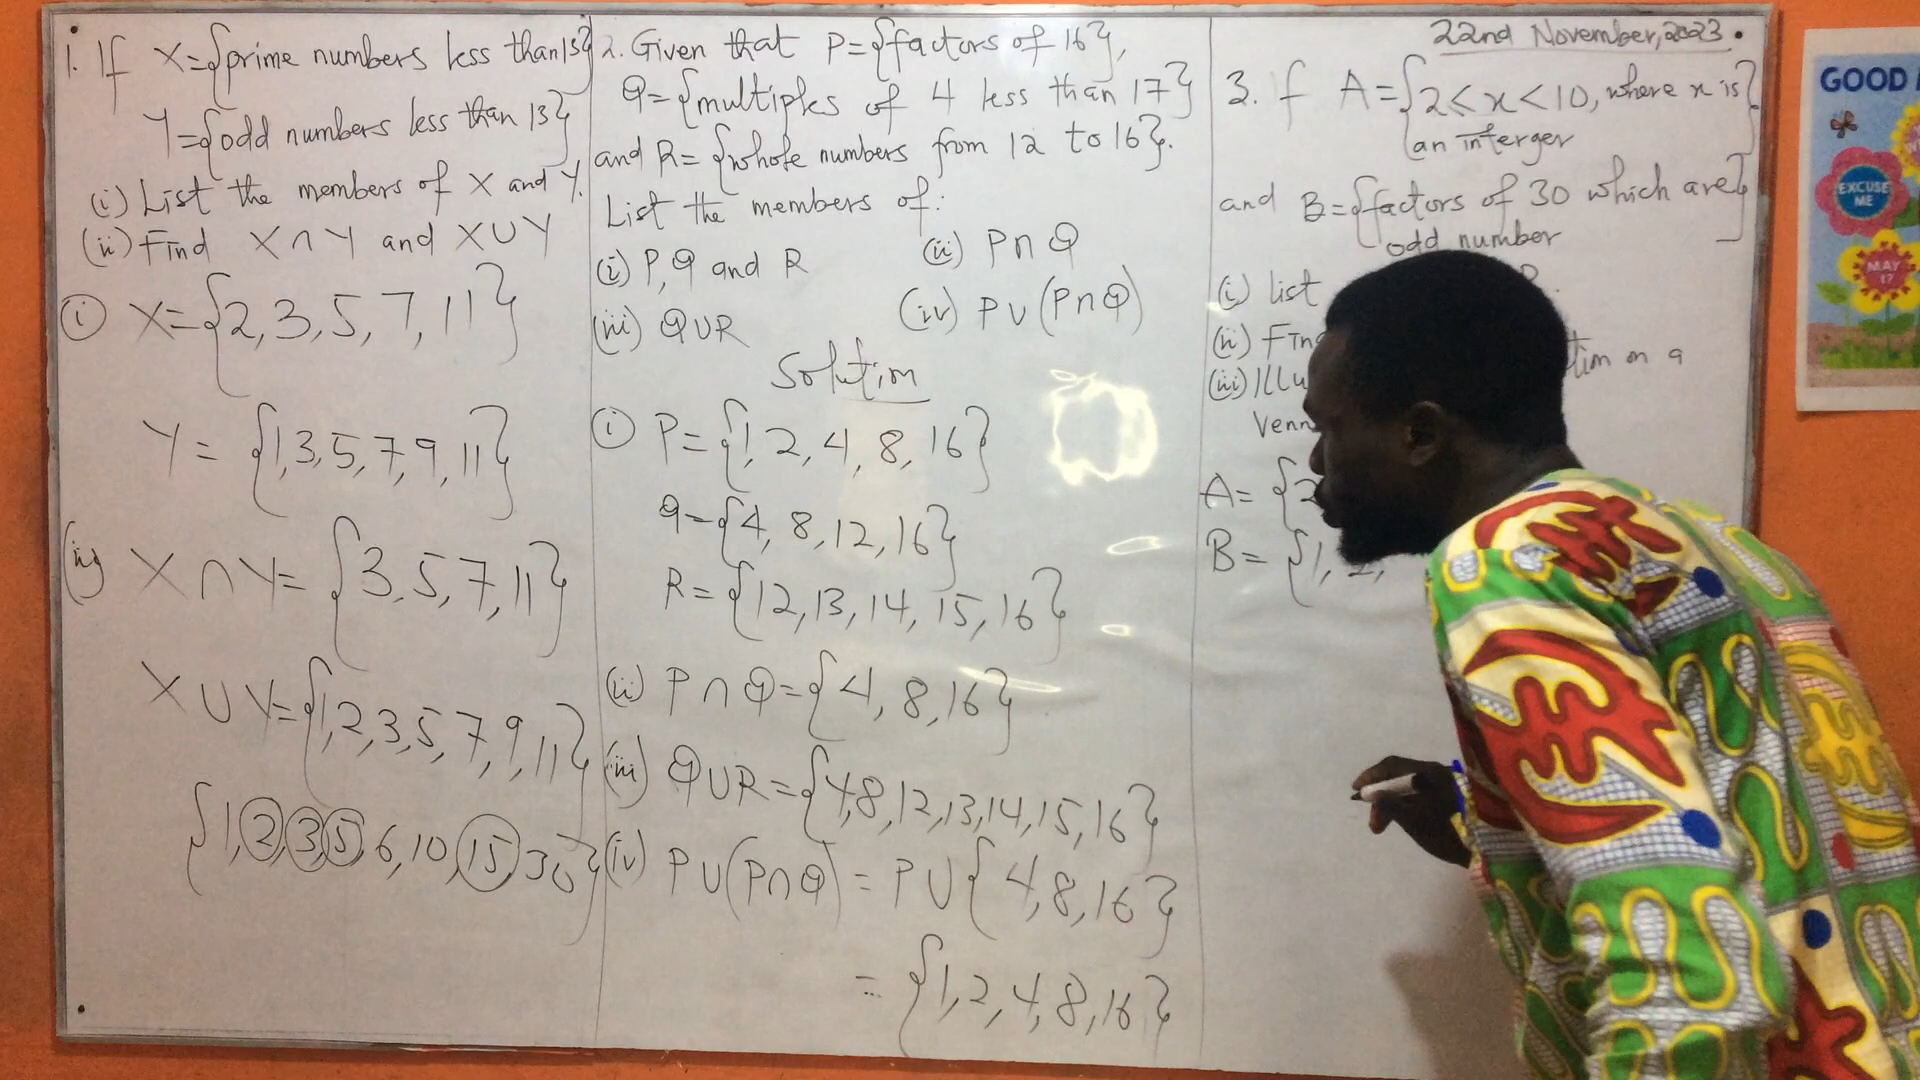 1. If X={prime numbers less than 13}
Y={odd numbers less than 13}
(i) List the members of X and Y.
(ii) Find X∩Y and X∪Y
(i) X={2,3,5,7,11}
Y={1,3,5,7,9,11}
(ii) X∩Y={3,5,7,11}
X∪Y={1,2,3,5,7,9,11}
{1,2,3,5,6,10,15,30}
2. Given that P={factors of 16},
Q={multiples of 4 less than 17}
and R={whole numbers from 12 to 16}.
List the members of:
(i) P,Q and R (ii) P∩Q
(iii) Q∪R (iv) P∪(P∩Q)
Solution
(i) P={1,2,4,8,16}
Q={4,8,12,16}
R={12,13,14,15,16}
(ii) P∩Q={4,8,16}
(iii) Q∪R={4,8,12,13,14,15,16}
(iv) P∪(P∩Q)=P∪{4,8,16}
={1,2,4,8,16}
22nd November, 2023.
3. f A={2<x<10, where x is}
an interger
and B={factors of 30 which are}
odd number
(i) list
(ii) Find
(iii) Illu
on a
Venn
A={2
B={1, 2,
GOOD
EXCUSE
ME
MAY
I?